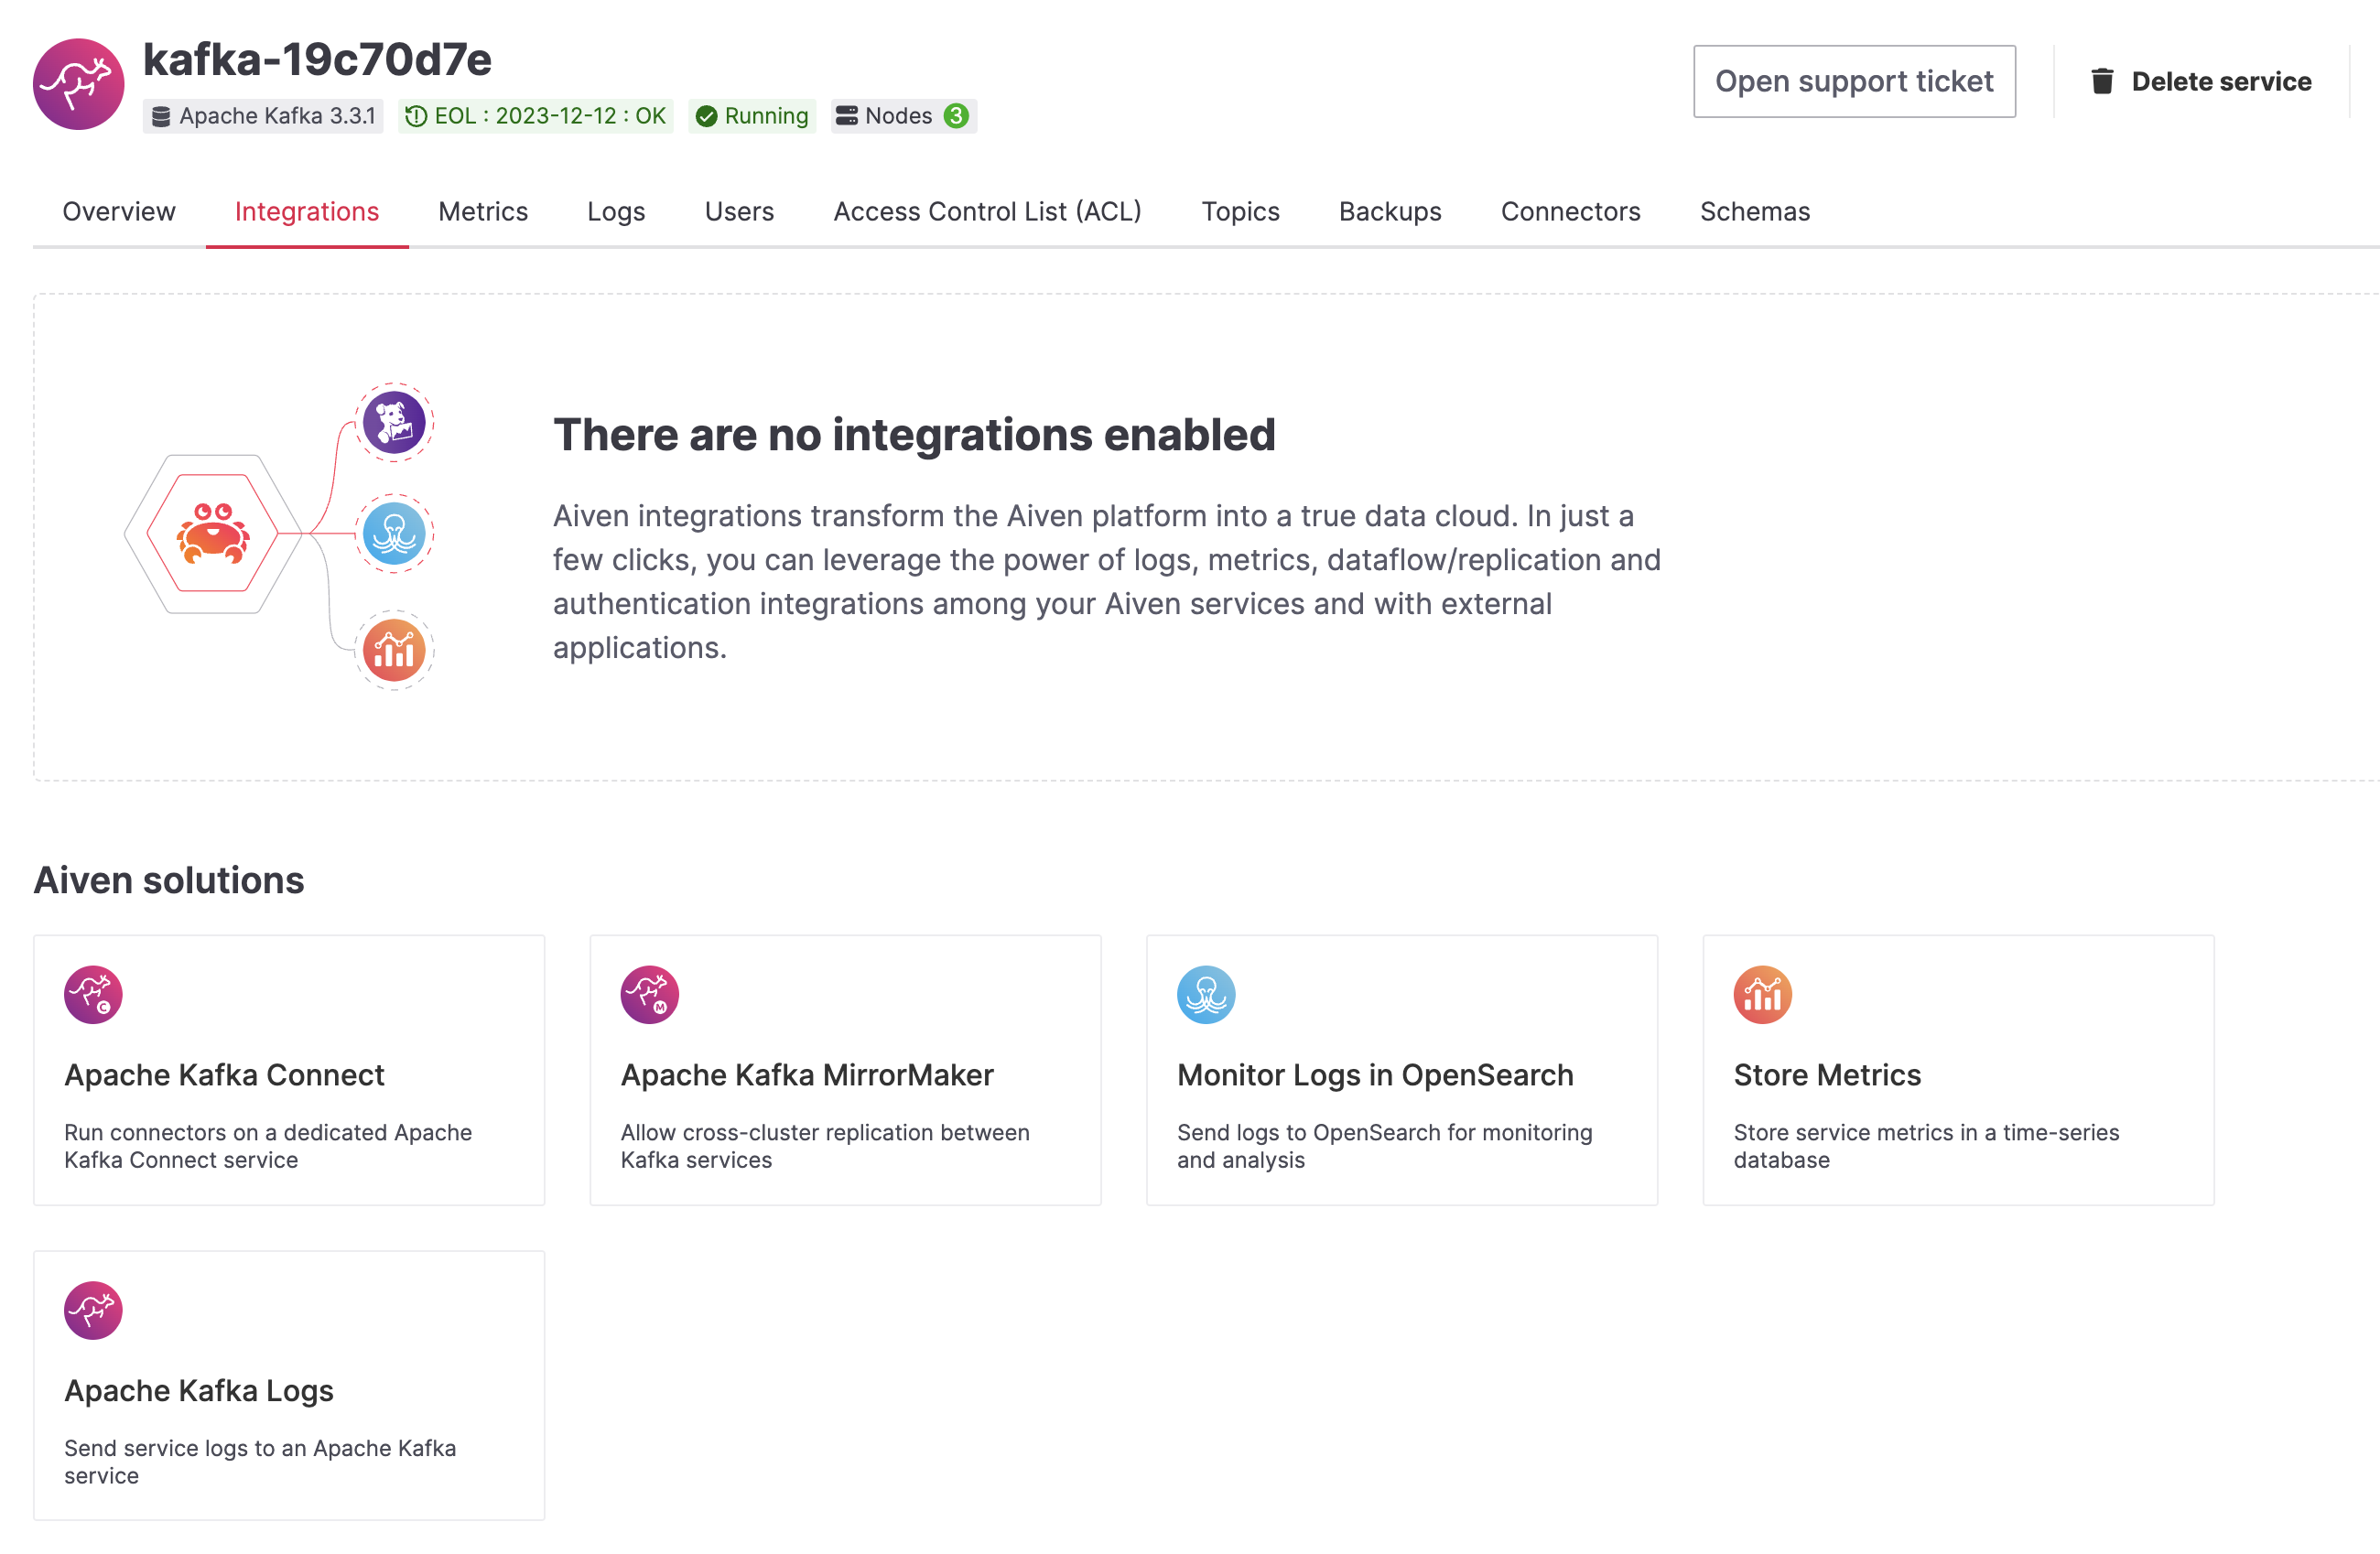 kafka-19c70d7e
Apache Kafka 3.3.1 EOL : 2023-12-12 : OK Running Nodes 3
Open support ticket
Delete service
Overview Integrations Metrics Logs Users Access Control List (ACL) Topics Backups Connectors Schemas
There are no integrations enabled
Aiven integrations transform the Aiven platform into a true data cloud. In just a
few clicks, you can leverage the power of logs, metrics, dataflow/replication and
authentication integrations among your Aiven services and with external
applications.
Aiven solutions
C
Apache Kafka Connect
Run connectors on a dedicated Apache
Kafka Connect service
M
Apache Kafka MirrorMaker
Allow cross-cluster replication between
Kafka services
Monitor Logs in OpenSearch
Send logs to OpenSearch for monitoring
and analysis
Store Metrics
Store service metrics in a time-series
database
Apache Kafka Logs
Send service logs to an Apache Kafka
service